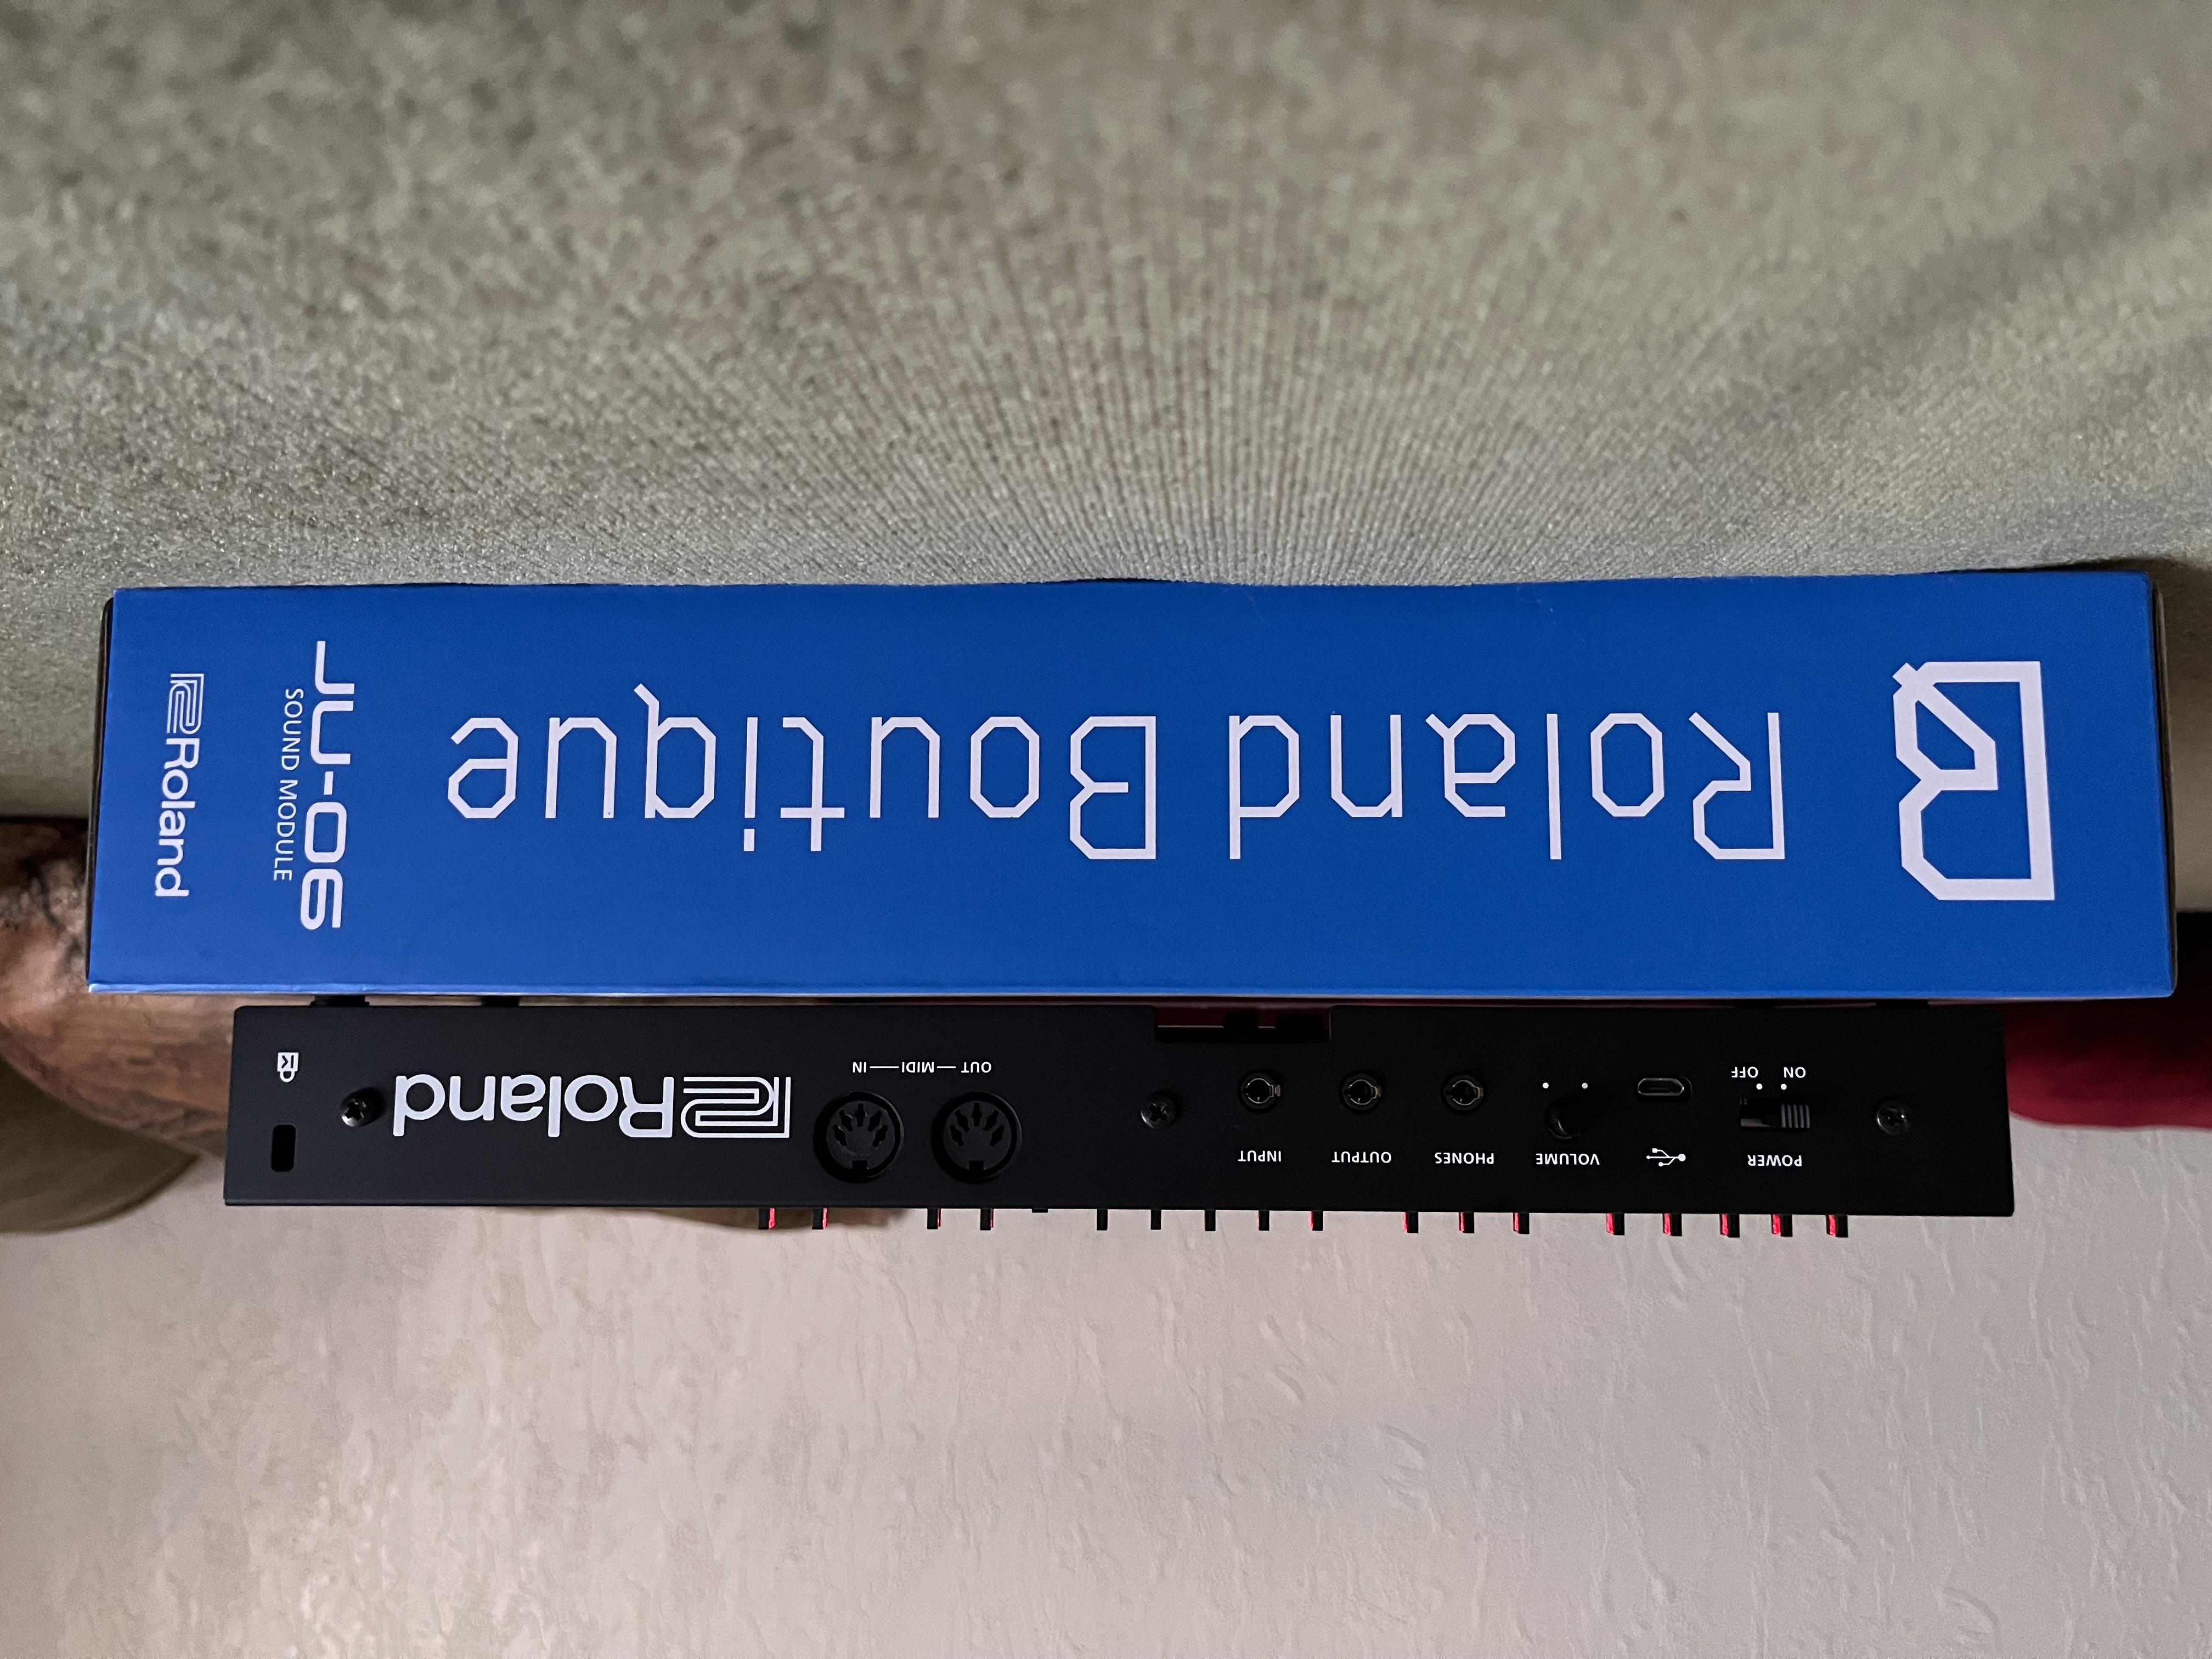 POWER
ON OFF
VOLUME
PHONES
OUTPUT
INPUT
OUT — MIDI — IN
Roland
Roland Boutique
JU-06
SOUND MODULE
Roland